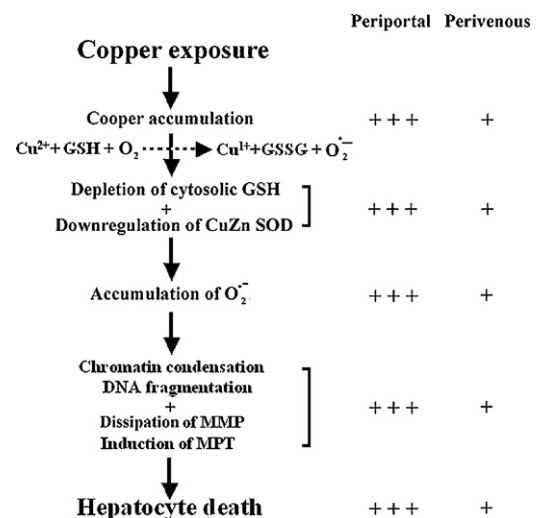 Periportal Perivenous
Copper exposure
Cooper accumulation +++ +
Cu²⁺+GSH + O₂ Cu¹⁺+GSSG + O₂•⁻
Depletion of cytosolic GSH
+ +++ +
Downregulation of CuZn SOD
Accumulation of O₂•⁻ +++ +
Chromatin condensation
DNA fragmentation
+ +++ +
Dissipation of MMP
Induction of MPT
Hepatocyte death +++ +